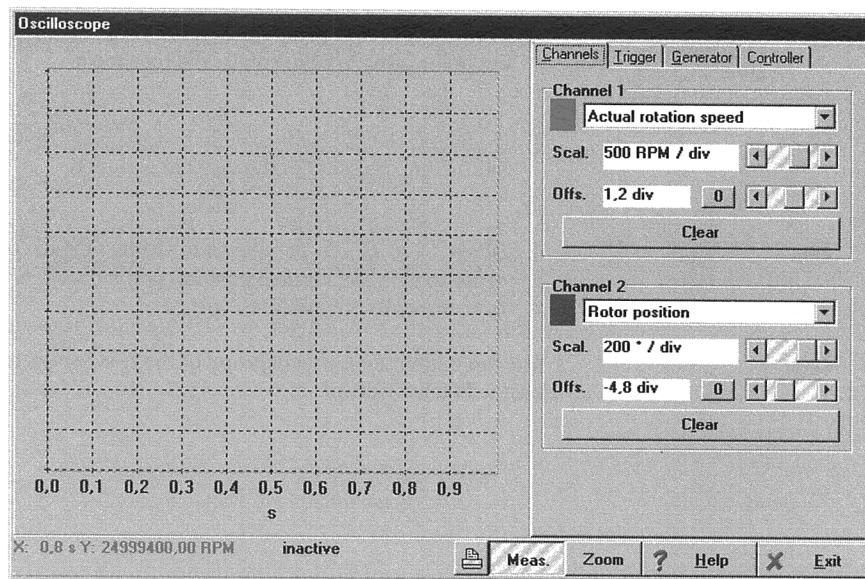 Oscilloscope
Channels Trigger Generator Controller
Channel 1
Actual rotation speed
Scal. 500 RPM / div
Offs. 1,2 div 0
Clear
Channel 2
Rotor position
Scal. 200 ° / div
Offs. -4,8 div 0
Clear
0,0 0,1 0,2 0,3 0,4 0,5 0,6 0,7 0,8 0,9
s
X: 0,8 s Y: 24999400,00 RPM inactive
Meas. Zoom ? Help Exit